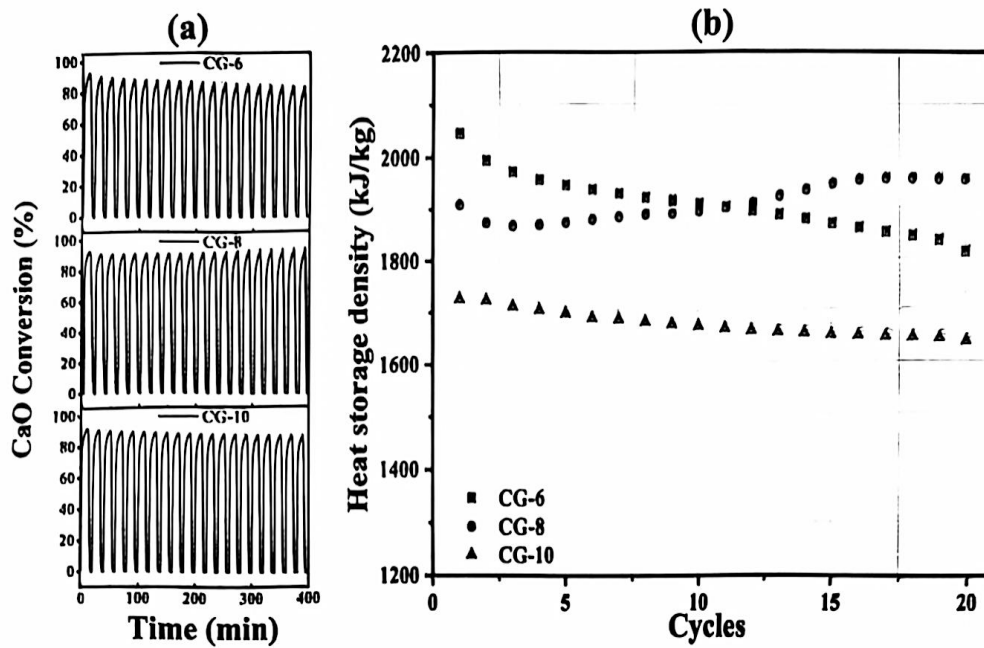 (a)
CaO Conversion (%)
100
80
60
40
20
0
CG-6
100
80
60
40
20
0
CG-8
100
80
60
40
20
0
CG-10
0 100 200 300 400
Time (min)
(b)
Heat storage density (kJ/kg)
2200
2000
1800
1600
1400
1200
CG-6
CG-8
CG-10
0 5 10 15 20
Cycles